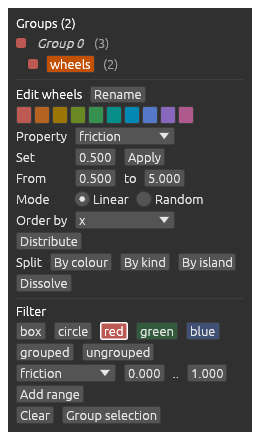 Groups (2)
Group 0 (3)
wheels (2)
Edit wheels Rename
Property friction
Set 0.500 Apply
From 0.500 to 5.000
Mode Linear Random
Order by x
Distribute
Split By colour By kind By island
Dissolve
Filter
box circle red green blue
grouped ungrouped
friction 0.000 .. 1.000
Add range
Clear Group selection